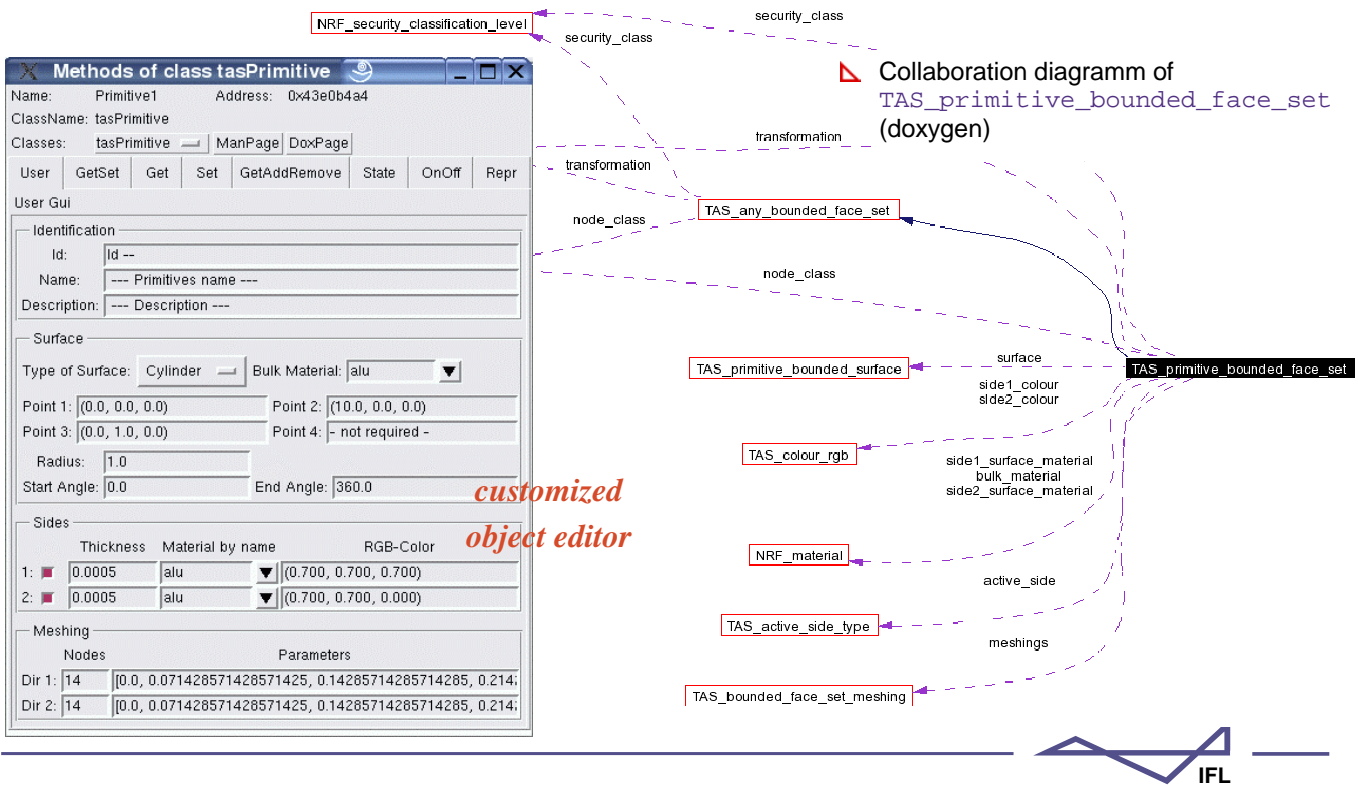 NRF_security_classification_level
security_class
security_class
Collaboration diagramm of
TAS_primitive_bounded_face_set
(doxygen)
Methods of class tasPrimitive
Name: Primitive1 Address: 0x43e0b4a4
ClassName: tasPrimitive
Classes: tasPrimitive ManPage DoxPage
User GetSet Get Set GetAddRemove State OnOff Repr
User Gui
Identification
Id: Id --
Name: --- Primitives name ---
Description: --- Description ---
Surface
Type of Surface: Cylinder Bulk Material: alu
Point 1: (0.0, 0.0, 0.0) Point 2: (10.0, 0.0, 0.0)
Point 3: (0.0, 1.0, 0.0) Point 4: - not required -
Radius: 1.0
Start Angle: 0.0 End Angle: 360.0
Sides
Thickness Material by name RGB-Color
1: 0.0005 alu (0.700, 0.700, 0.700)
2: 0.0005 alu (0.700, 0.700, 0.000)
Meshing
Nodes Parameters
Dir 1: 14 [0.0, 0.071428571428571425, 0.14285714285714285, 0.214
Dir 2: 14 [0.0, 0.071428571428571425, 0.14285714285714285, 0.214
customized
object editor
transformation
transformation
TAS_any_bounded_face_set
node_class
node_class
TAS_primitive_bounded_surface
surface
TAS_primitive_bounded_face_set
side1_colour
side2_colour
TAS_colour_rgb
side1_surface_material
bulk_material
side2_surface_material
NRF_material
active_side
TAS_active_side_type
meshings
TAS_bounded_face_set_meshing
IFL